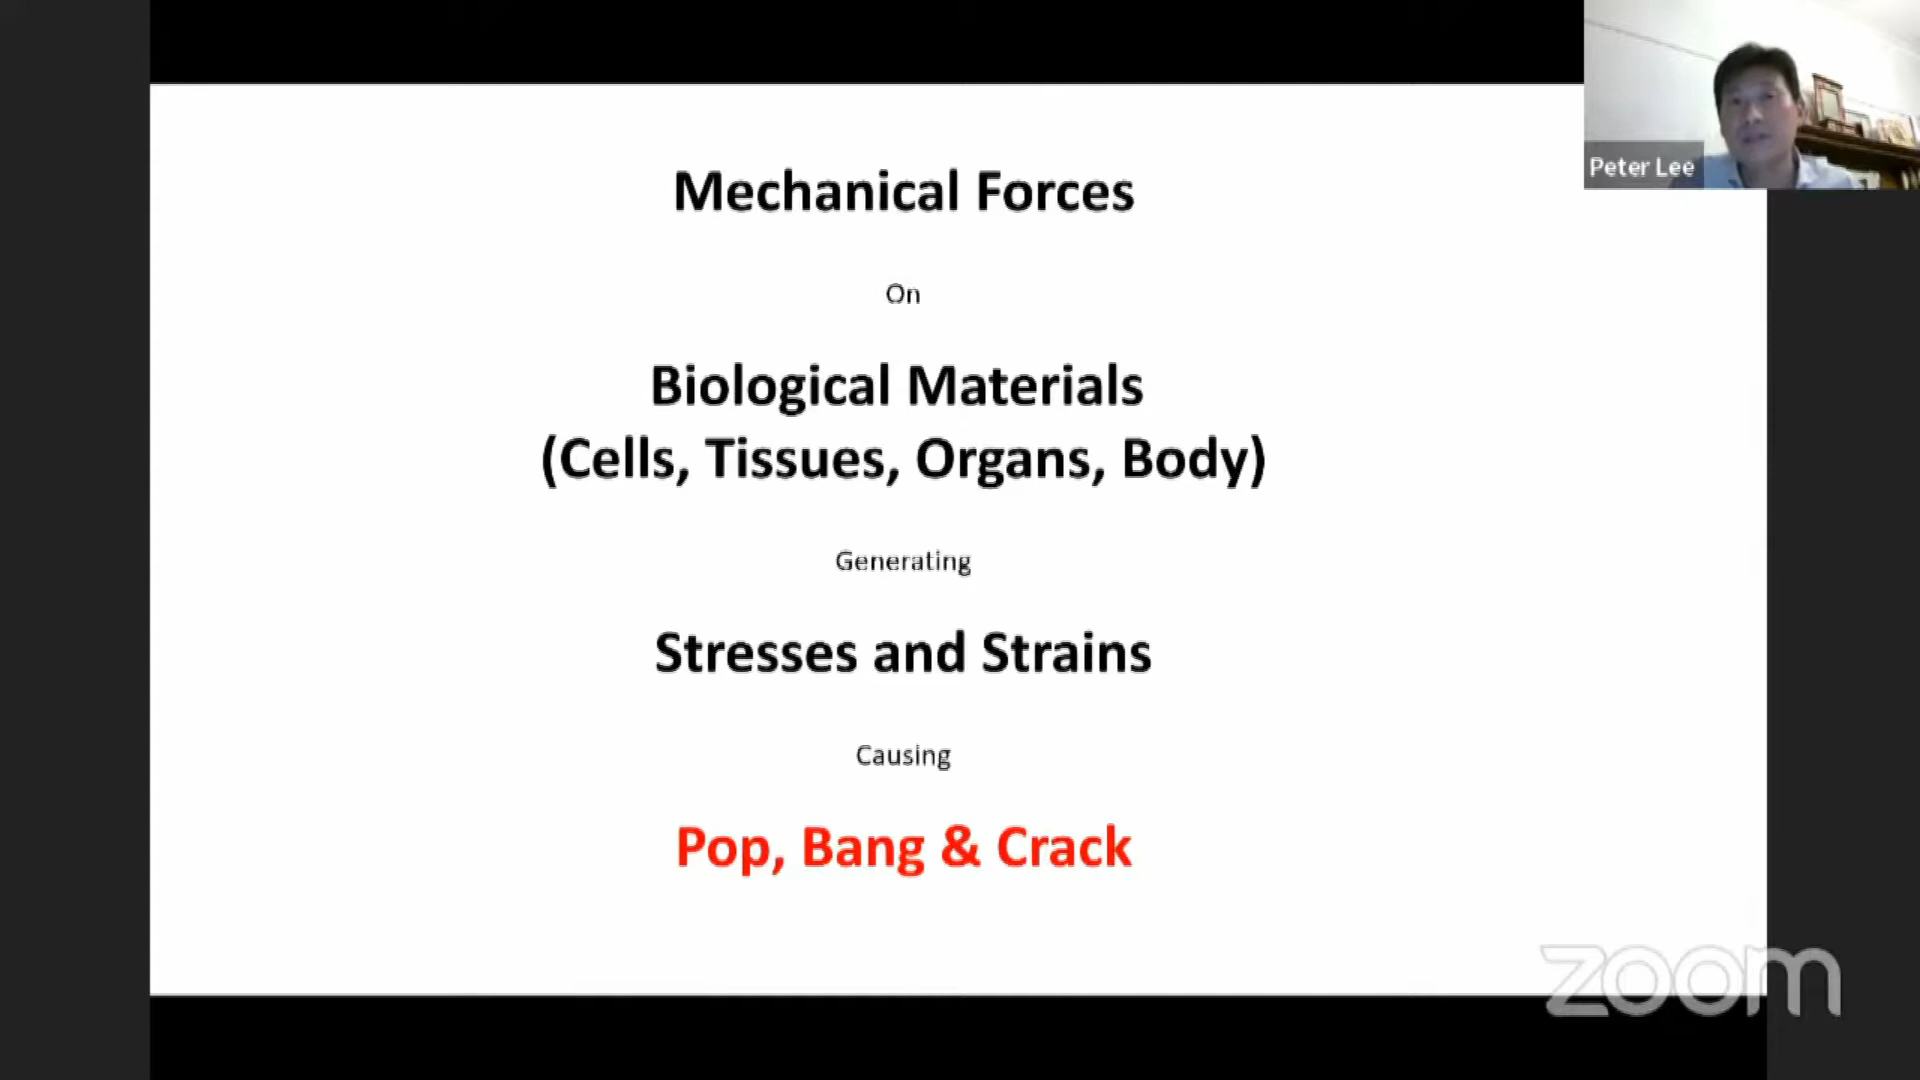 Mechanical Forces
On
Biological Materials
(Cells, Tissues, Organs, Body)
Generating
Stresses and Strains
Causing
Pop, Bang & Crack
Peter Lee
zoom